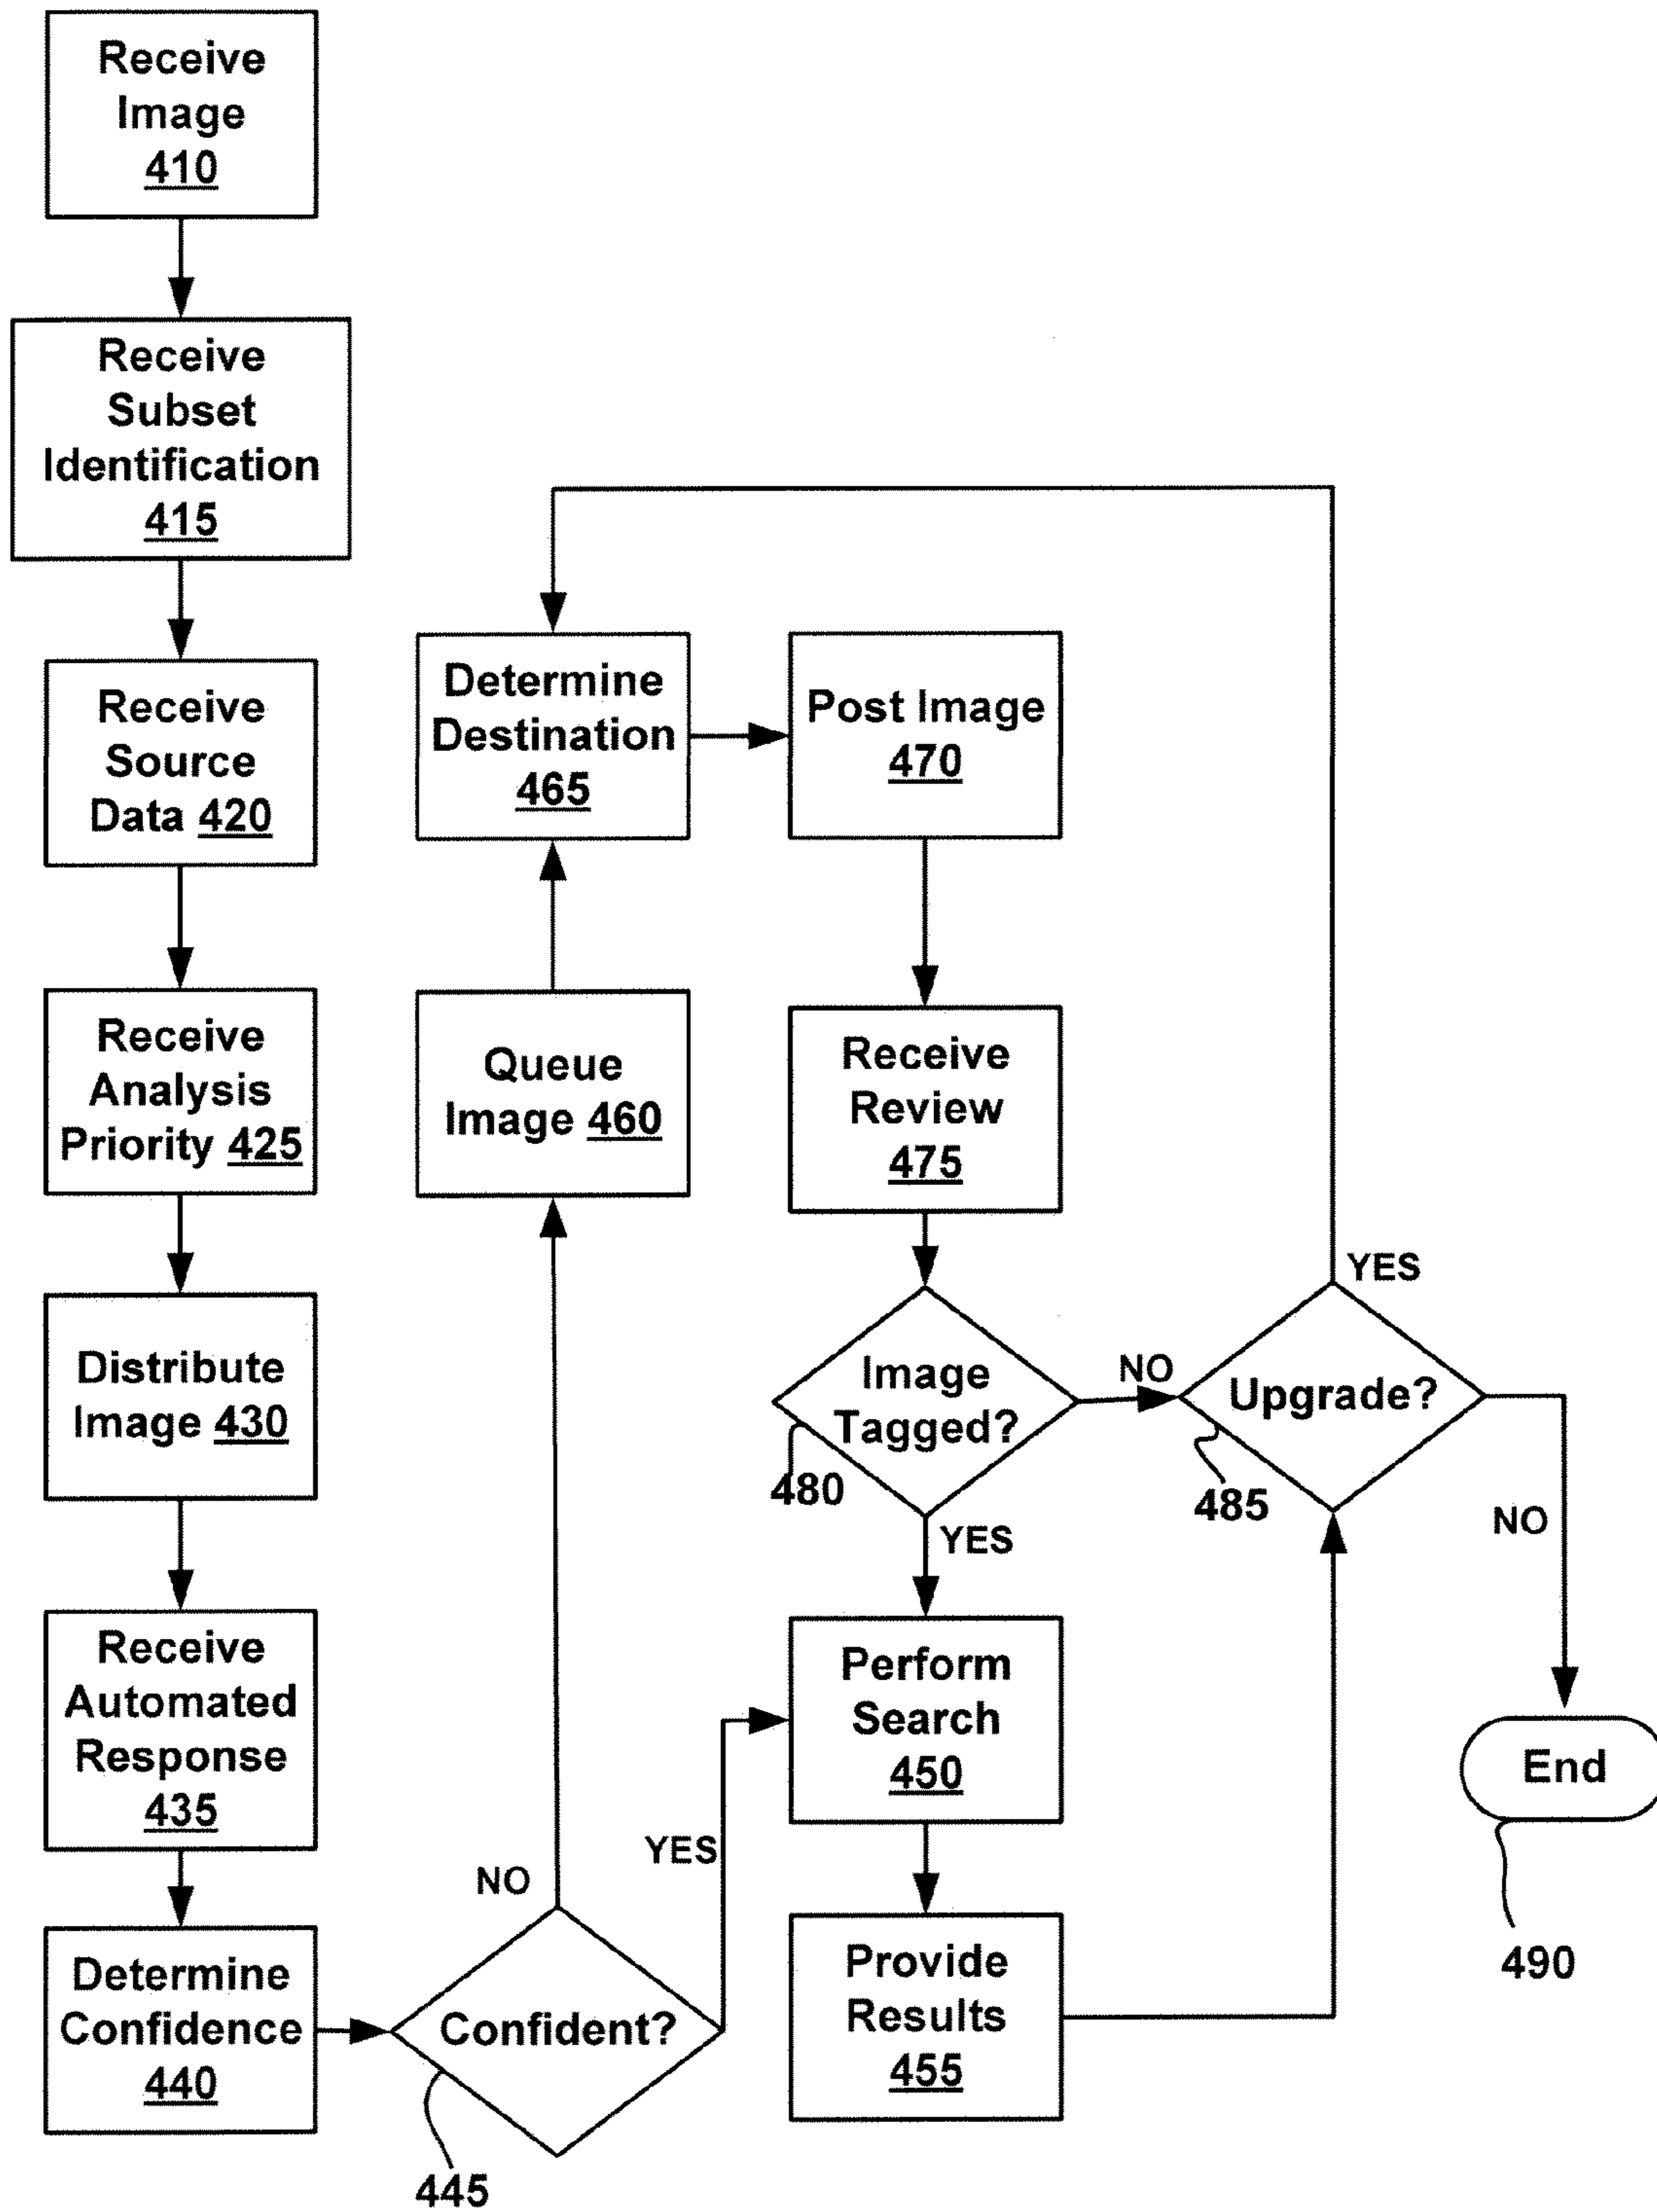 Receive
Image
410
Receive
Subset
Identification
415
Receive
Source
Data 420
Receive
Analysis
Priority 425
Distribute
Image 430
Receive
Automated
Response
435
Determine
Confidence
440
Confident?
445
NO
YES
Queue
Image 460
Determine
Destination
465
Post Image
470
Receive
Review
475
Image
Tagged?
480
NO
YES
Perform
Search
450
Provide
Results
455
Upgrade?
485
YES
NO
End
490